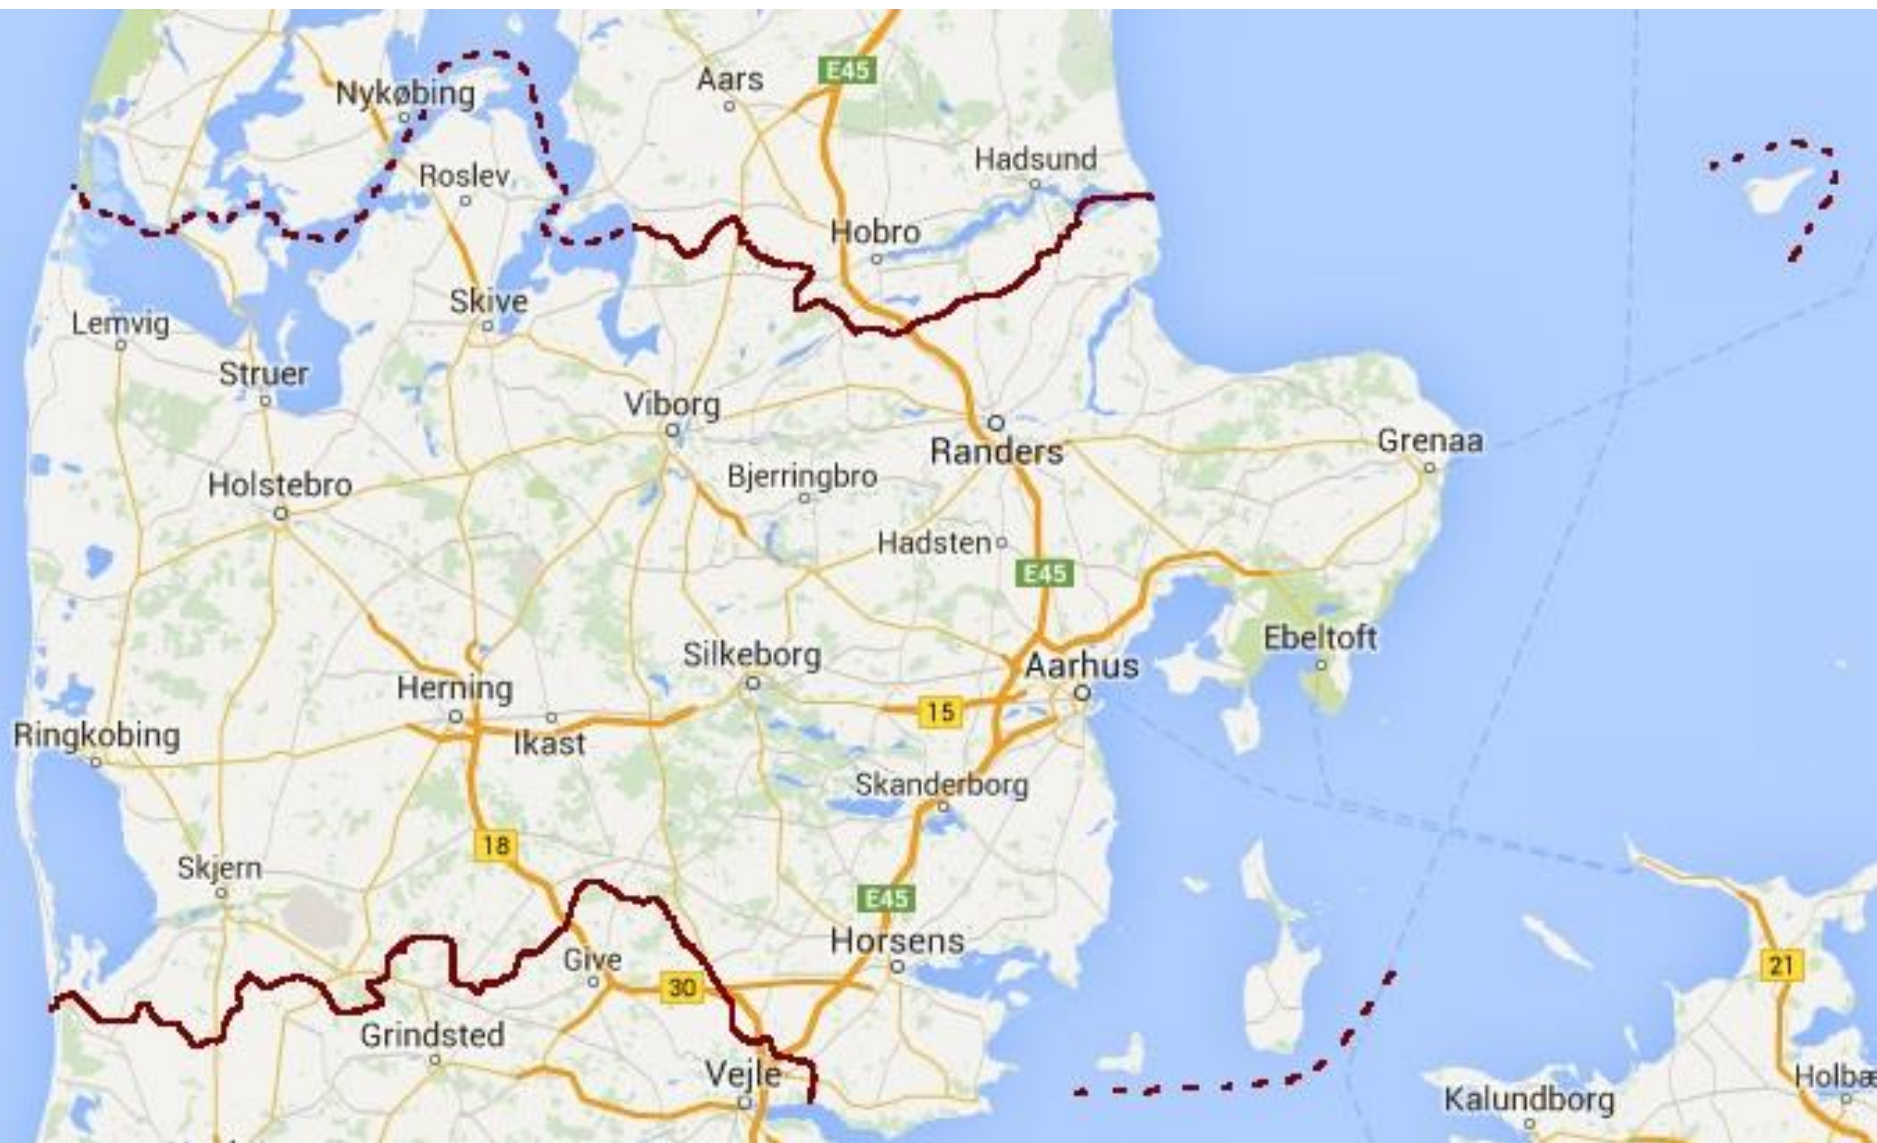 E45
Aars
Nykøbing
Hadsund
Roslev
Hobro
Skive
Lemvig
Struer
Viborg
Randers
Grenaa
Bjerringbro
Holstebro
Hadsten
E45
Ebeltoft
Silkeborg
Aarhus
Herning
15
Ringkobing
Ikast
Skanderborg
18
Skjern
E45
Horsens
Give
21
30
Grindsted
Vejle
Holbæ
Kalundborg